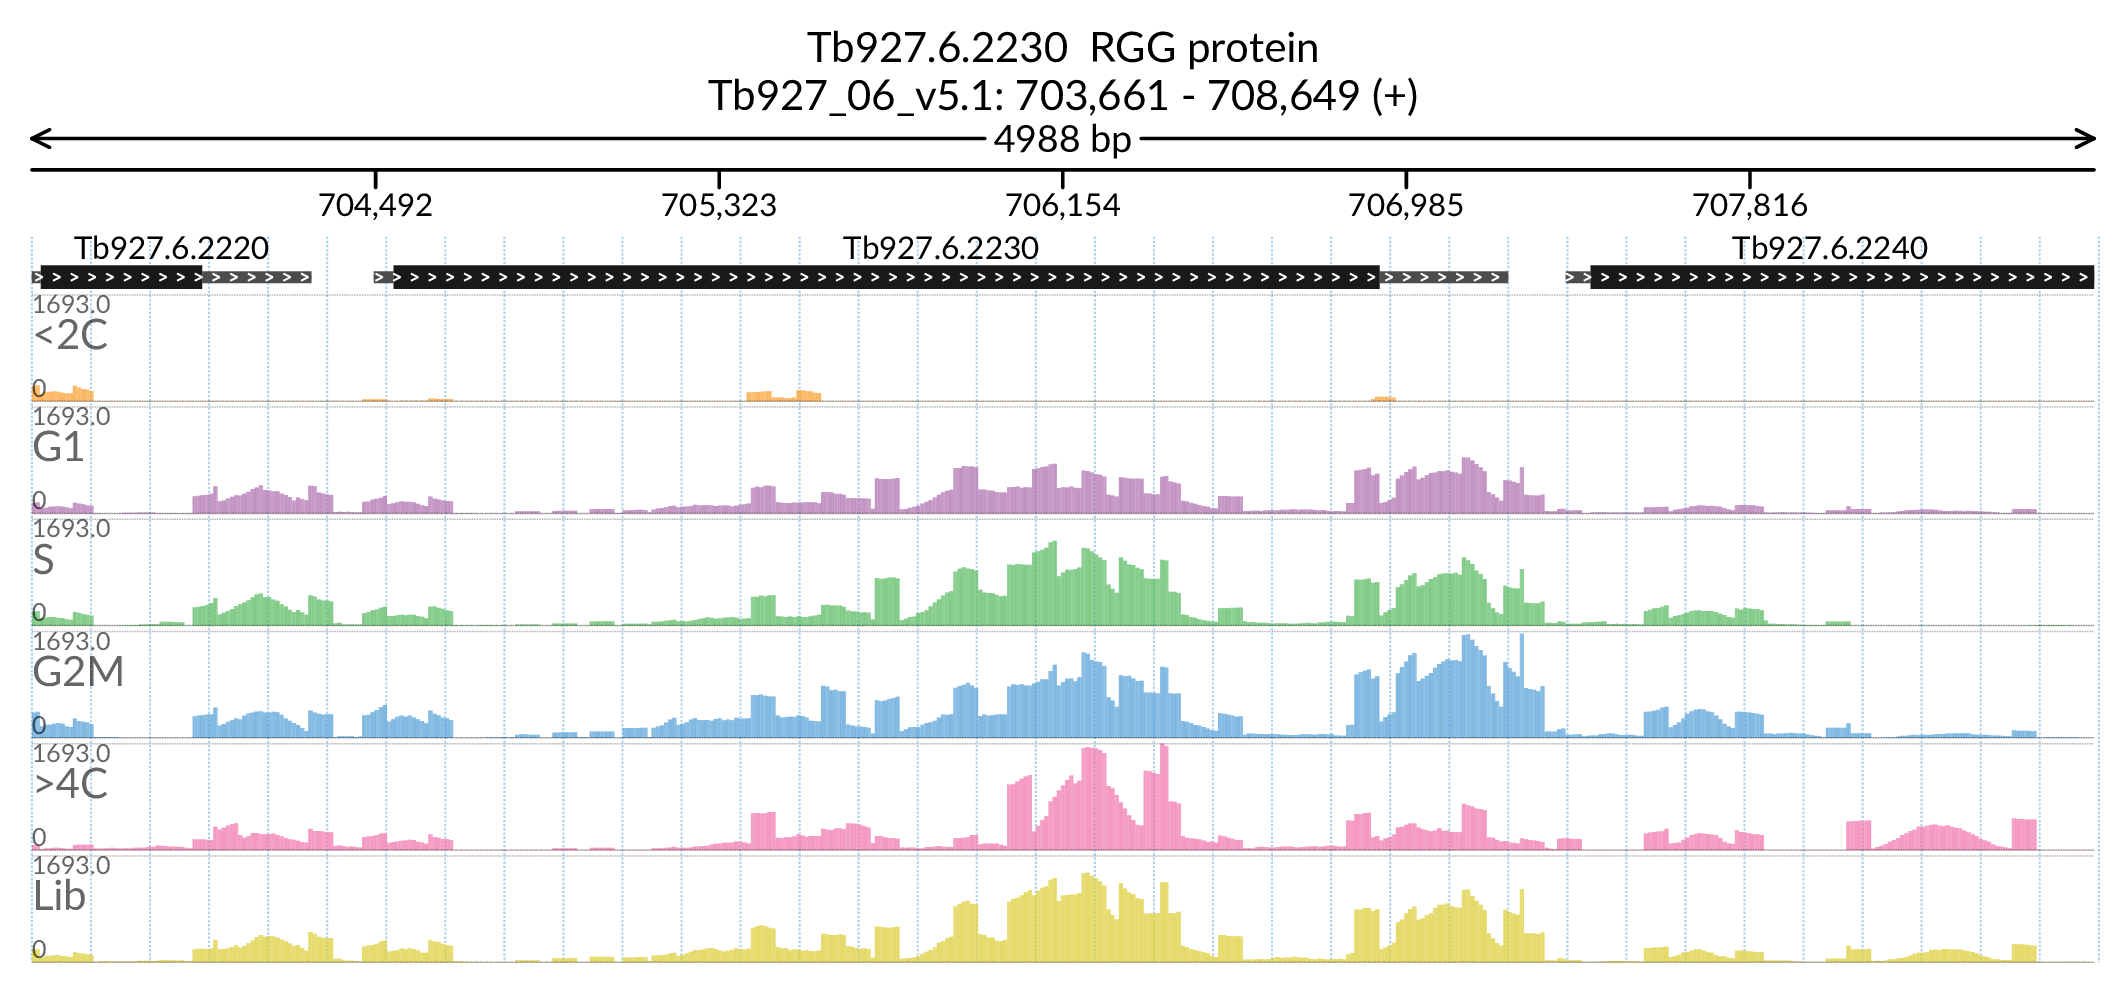 Tb927.6.2230  RGG protein
Tb927_06_v5.1: 703,661 - 708,649 (+)
4988 bp
704,492 705,323 706,154 706,985 707,816
Tb927.6.2220 Tb927.6.2230 Tb927.6.2240
1693.0
<2C
0
1693.0
G1
0
1693.0
S
0
1693.0
G2M
0
1693.0
>4C
0
1693.0
Lib
0